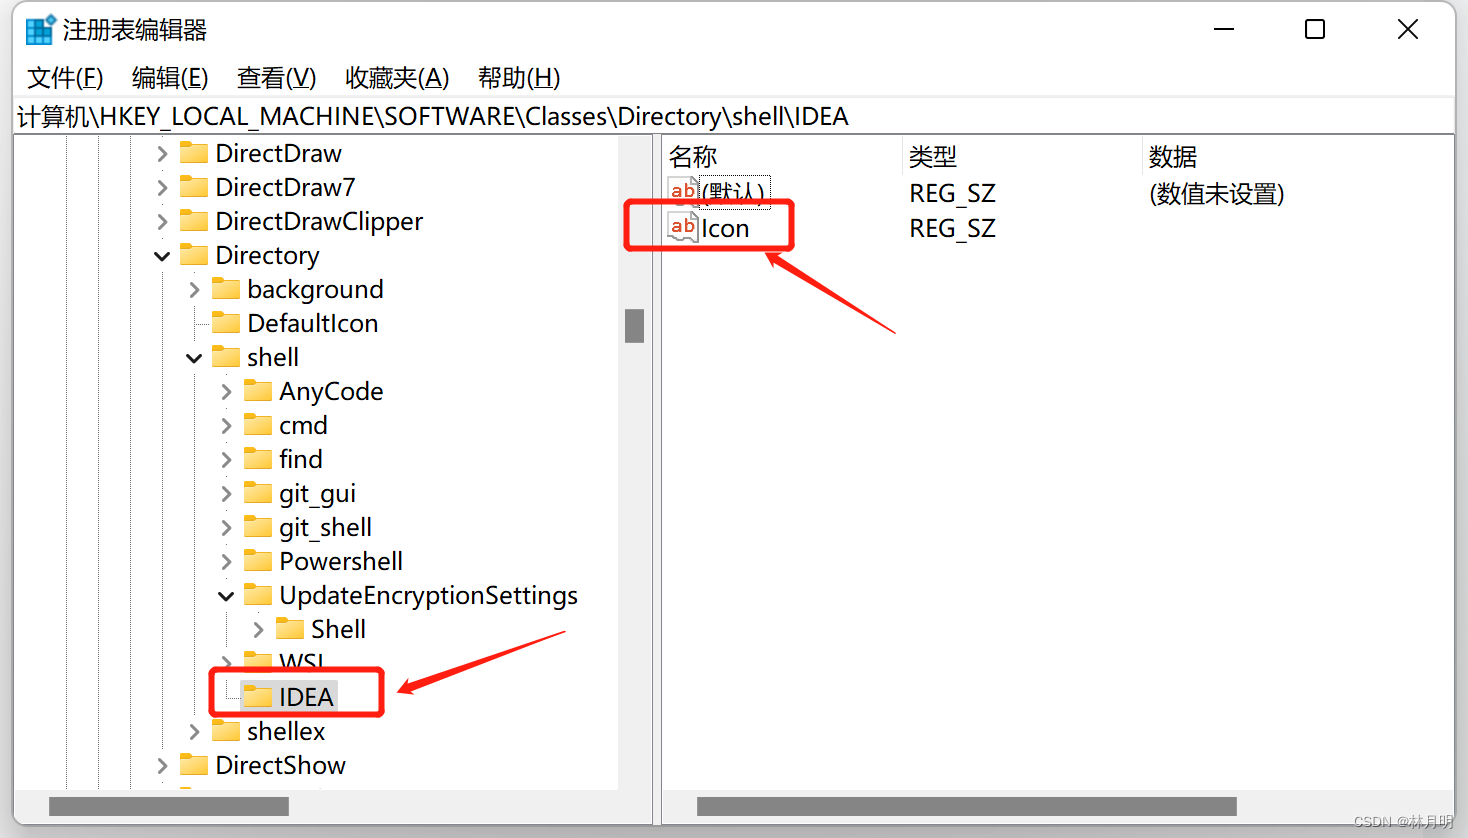 注册表编辑器
文件(F) 编辑(E) 查看(V) 收藏夹(A) 帮助(H)
计算机\HKEY_LOCAL_MACHINE\SOFTWARE\Classes\Directory\shell\IDEA
DirectDraw
DirectDraw7
DirectDrawClipper
Directory
background
DefaultIcon
shell
AnyCode
cmd
find
git_gui
git_shell
Powershell
UpdateEncryptionSettings
Shell
WSL
IDEA
shellex
DirectShow
名称 类型 数据
ab (默认) REG_SZ (数值未设置)
ab Icon REG_SZ
CSDN @林月明